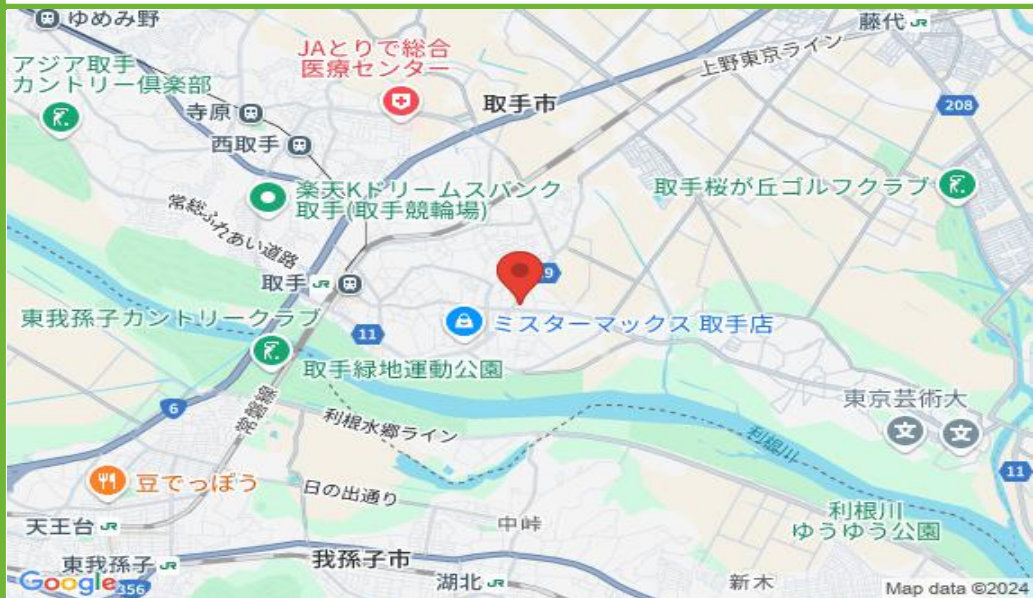 ゆめみ野
藤代 JR
JAとりで総合
医療センター
上野東京ライン
アジア取手
カントリー倶楽部
取手市
208
寺原
西取手
楽天Kドリームスバンク
取手(取手競輪場)
取手桜が丘ゴルフクラブ
常総ふれあい道路
取手 JR
9
東我孫子カントリークラブ
11
ミスターマックス 取手店
取手緑地運動公園
6
常磐線
利根水郷ライン
東京芸術大
利根川
豆でっぽう
日の出通り
11
天王台 JR
中峠
利根川
ゆうゆう公園
東我孫子 JR
我孫子市
Google
356
湖北 JR
新木
Map data ©2024